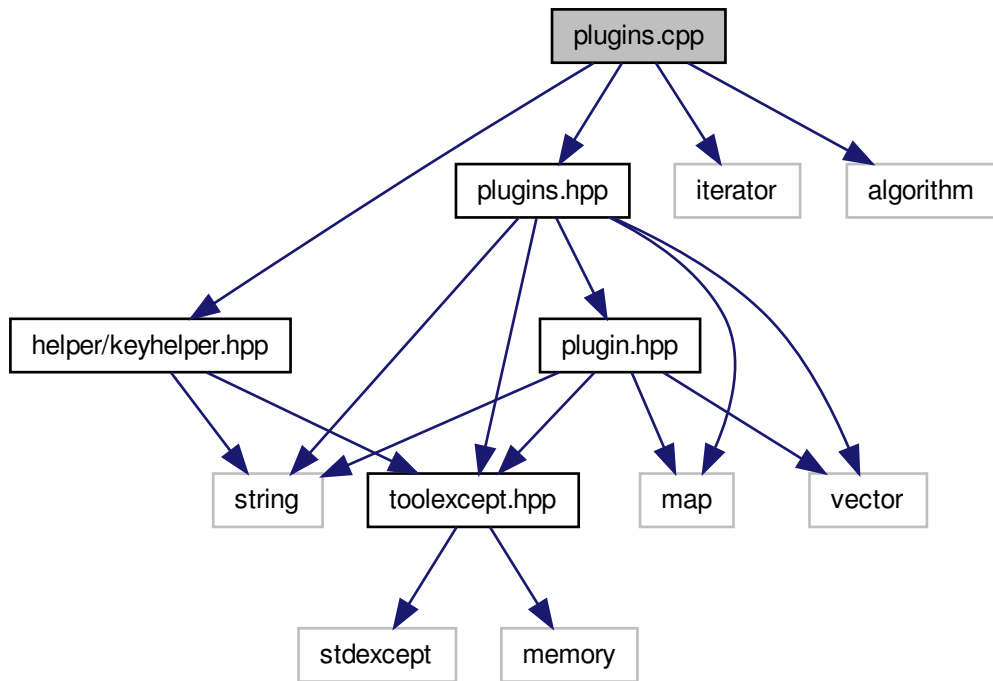 plugins.cpp
plugins.hpp
iterator
algorithm
helper/keyhelper.hpp
plugin.hpp
string
toolexcept.hpp
map
vector
stdexcept
memory